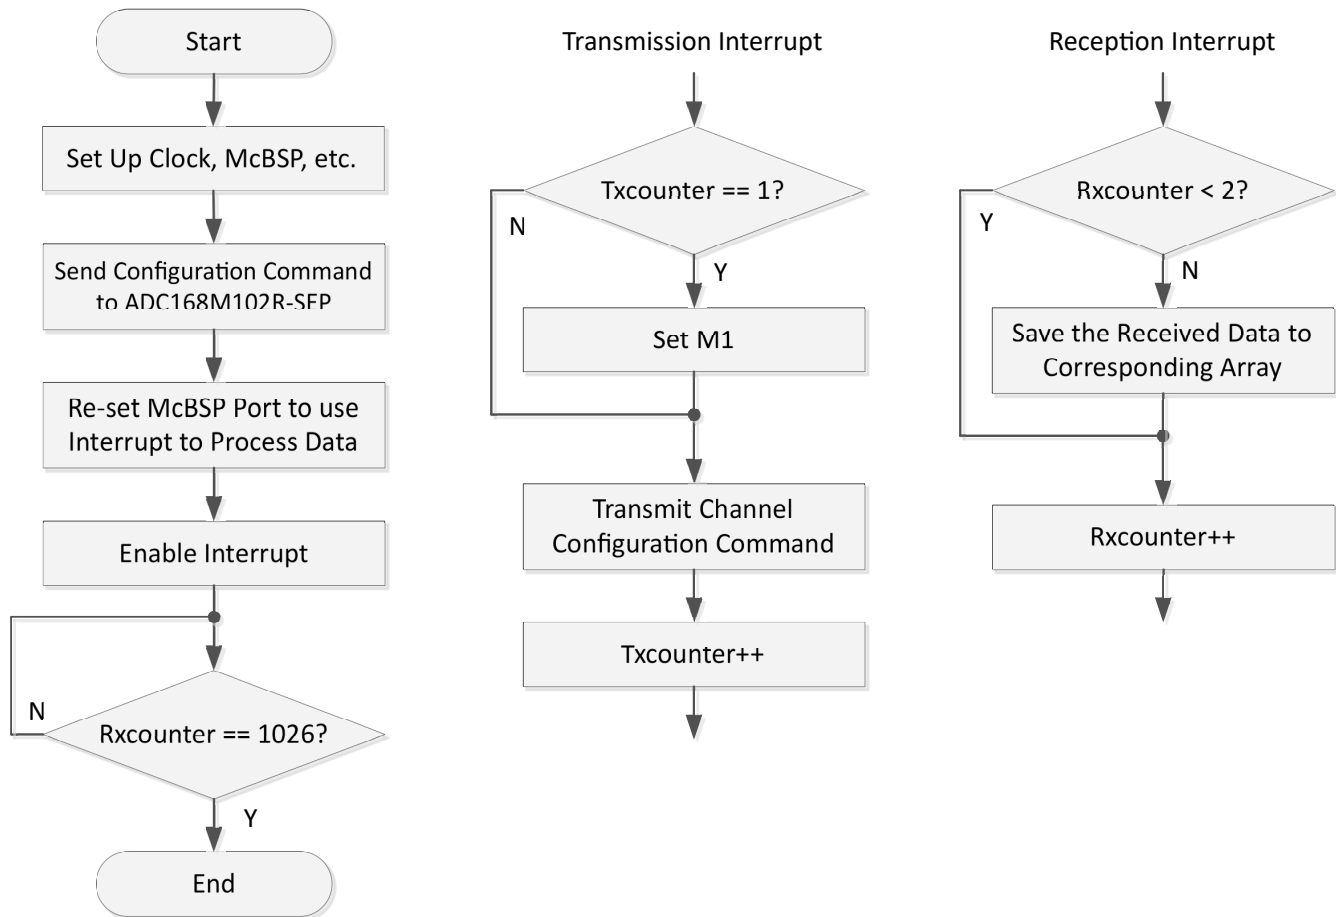 Start
Set Up Clock, McBSP, etc.
Send Configuration Command
to ADC168M102R-SEP
Re-set McBSP Port to use
Interrupt to Process Data
Enable Interrupt
N
Rxcounter == 1026?
Y
End
Transmission Interrupt
Txcounter == 1?
N
Y
Set M1
Transmit Channel
Configuration Command
Txcounter++
Reception Interrupt
Rxcounter < 2?
Y
N
Save the Received Data to
Corresponding Array
Rxcounter++